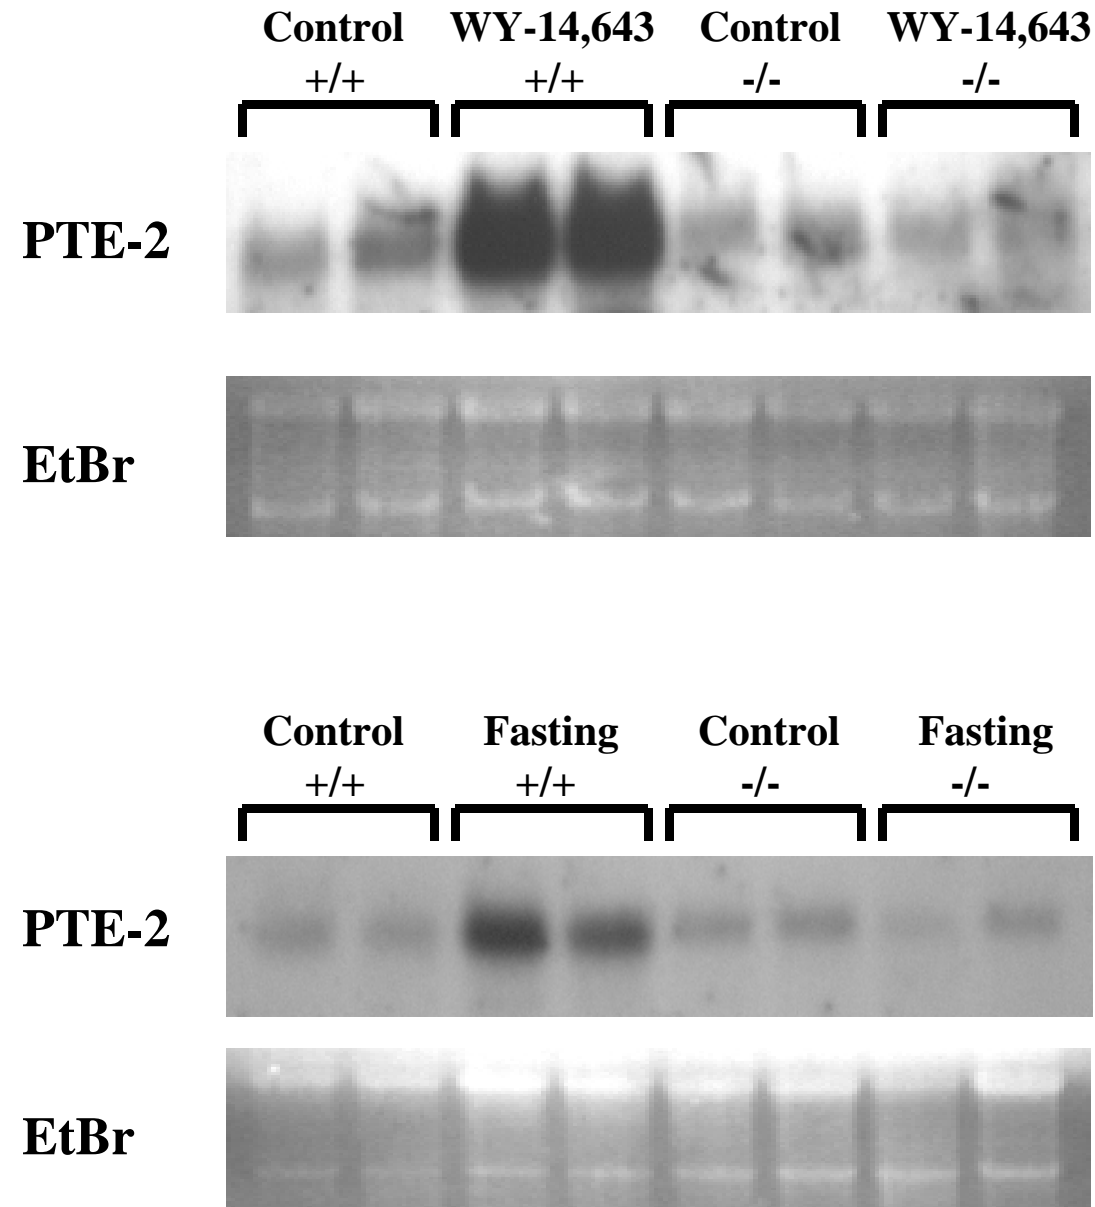 Control WY-14,643 Control WY-14,643
+/+ +/+ -/- -/-
PTE-2
EtBr
Control Fasting Control Fasting
+/+ +/+ -/- -/-
PTE-2
EtBr